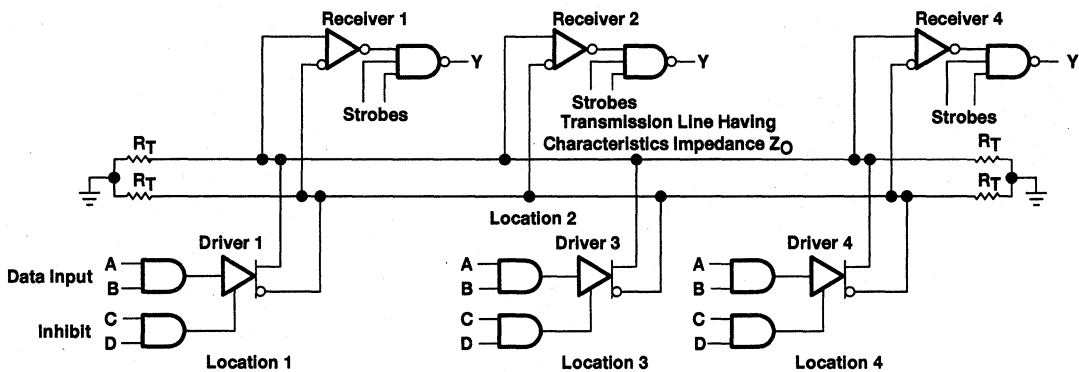 Receiver 1
Receiver 2
Receiver 4
Y
Y
Y
Strobes
Strobes
Strobes
Transmission Line Having
Characteristics Impedance ZO
RT
RT
RT
RT
Location 2
Driver 1
Driver 3
Driver 4
Data Input
A
B
A
B
A
B
Inhibit
C
D
C
D
C
D
Location 1
Location 3
Location 4